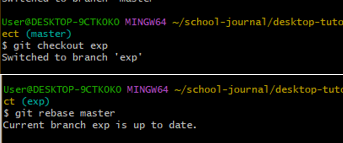 Switched to branch 'master'
User@DESKTOP-9CTKOKO MINGW64 ~/school-journal/desktop-tuto
ect (master)
$ git checkout exp
Switched to branch 'exp'
User@DESKTOP-9CTKOKO MINGW64 ~/school-journal/desktop-tuto
ct (exp)
$ git rebase master
Current branch exp is up to date.